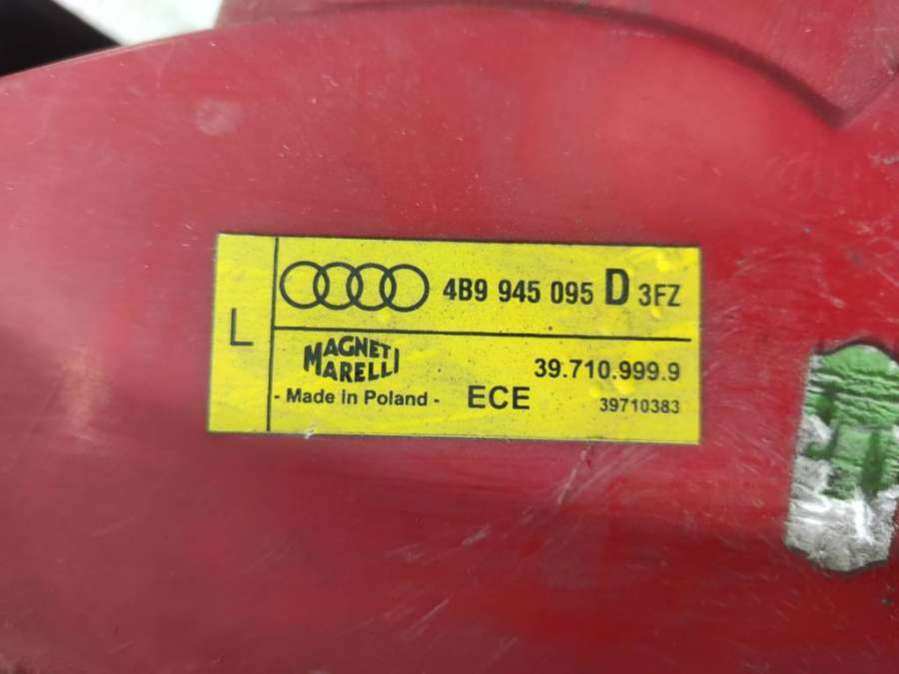 L
4B9 945 095 D 3FZ
MAGNETI
MARELLI
39.710.999.9
- Made in Poland - ECE 39710383